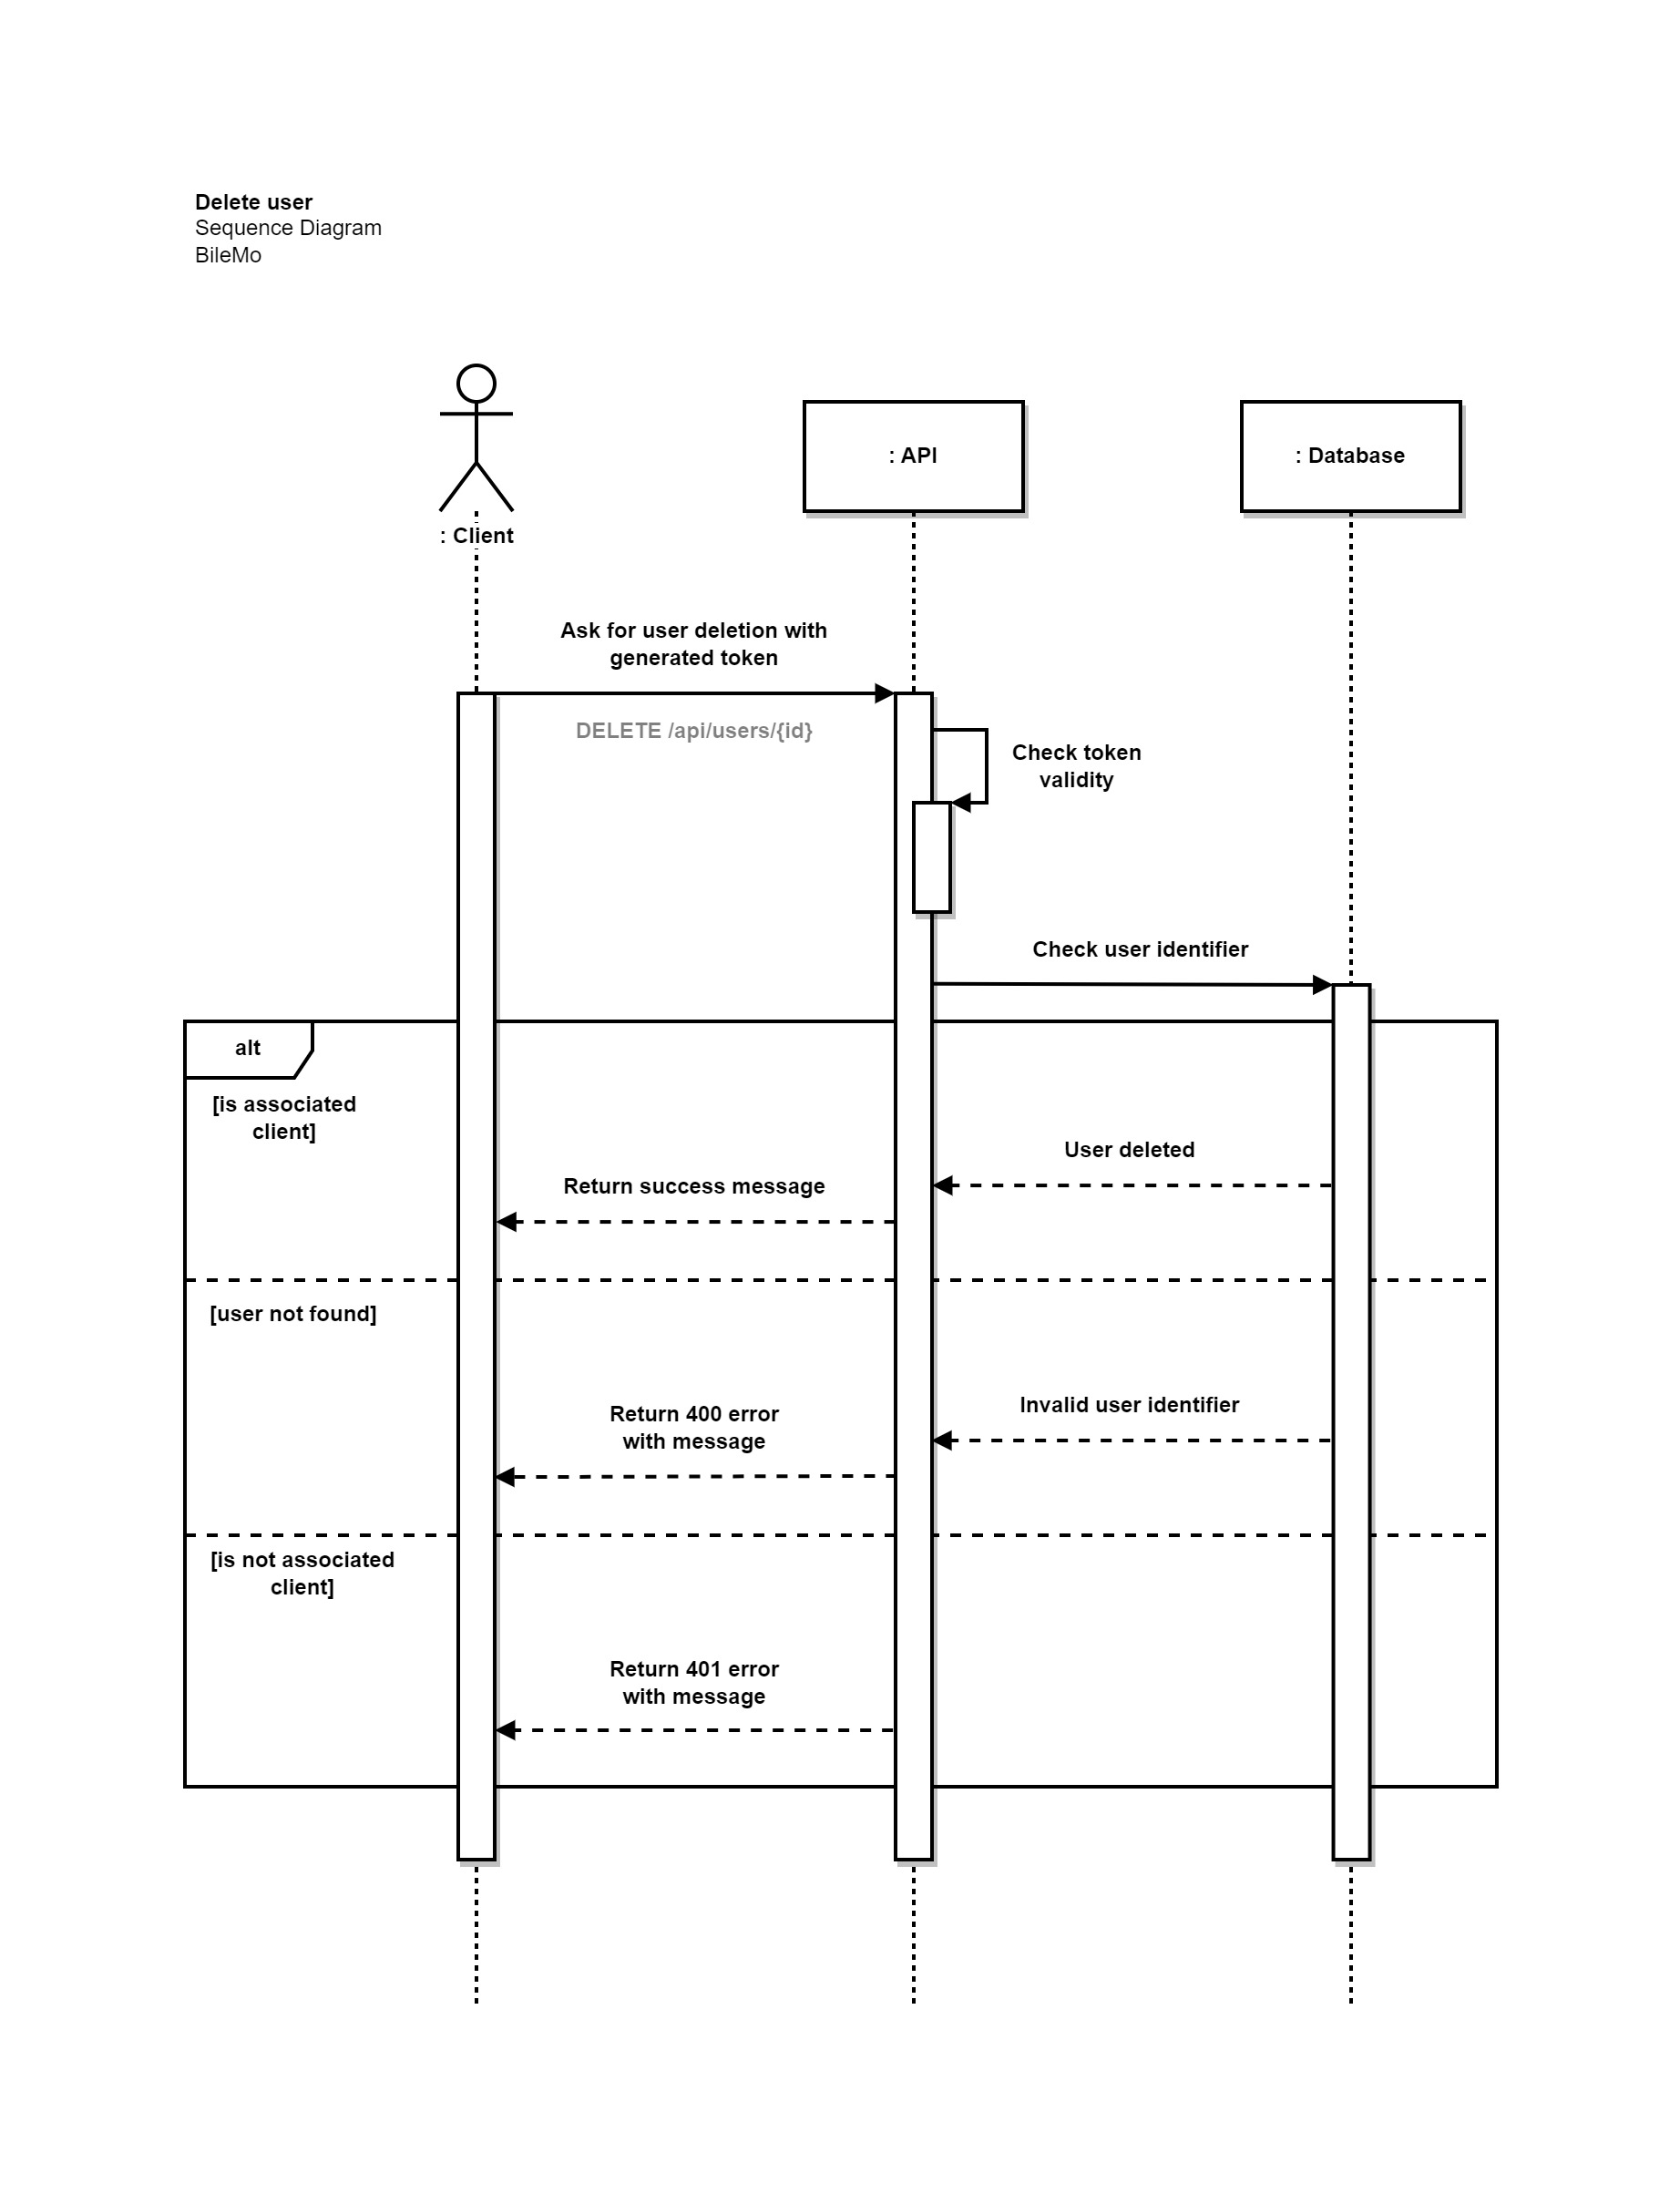 Delete user
Sequence Diagram
BileMo
: Client
: API
: Database
Ask for user deletion with
generated token
DELETE /api/users/{id}
Check token
validity
Check user identifier
alt
[is associated
client]
User deleted
Return success message
[user not found]
Invalid user identifier
Return 400 error
with message
[is not associated
client]
Return 401 error
with message